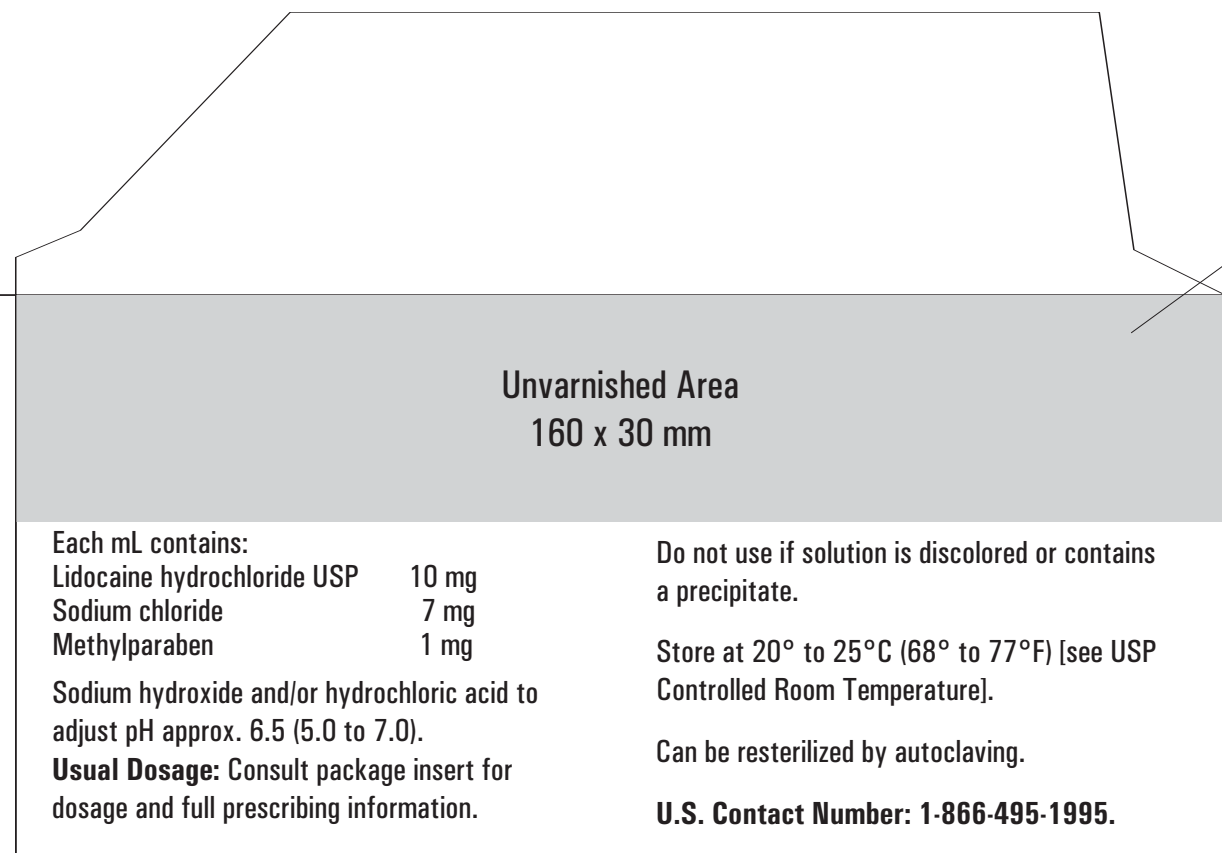 Unvarnished Area
160 x 30 mm
Each mL contains:
Lidocaine hydrochloride USP 10 mg
Sodium chloride 7 mg
Methylparaben 1 mg
Sodium hydroxide and/or hydrochloric acid to
adjust pH approx. 6.5 (5.0 to 7.0).
Usual Dosage: Consult package insert for
dosage and full prescribing information.
Do not use if solution is discolored or contains
a precipitate.
Store at 20° to 25°C (68° to 77°F) [see USP
Controlled Room Temperature].
Can be resterilized by autoclaving.
U.S. Contact Number: 1-866-495-1995.